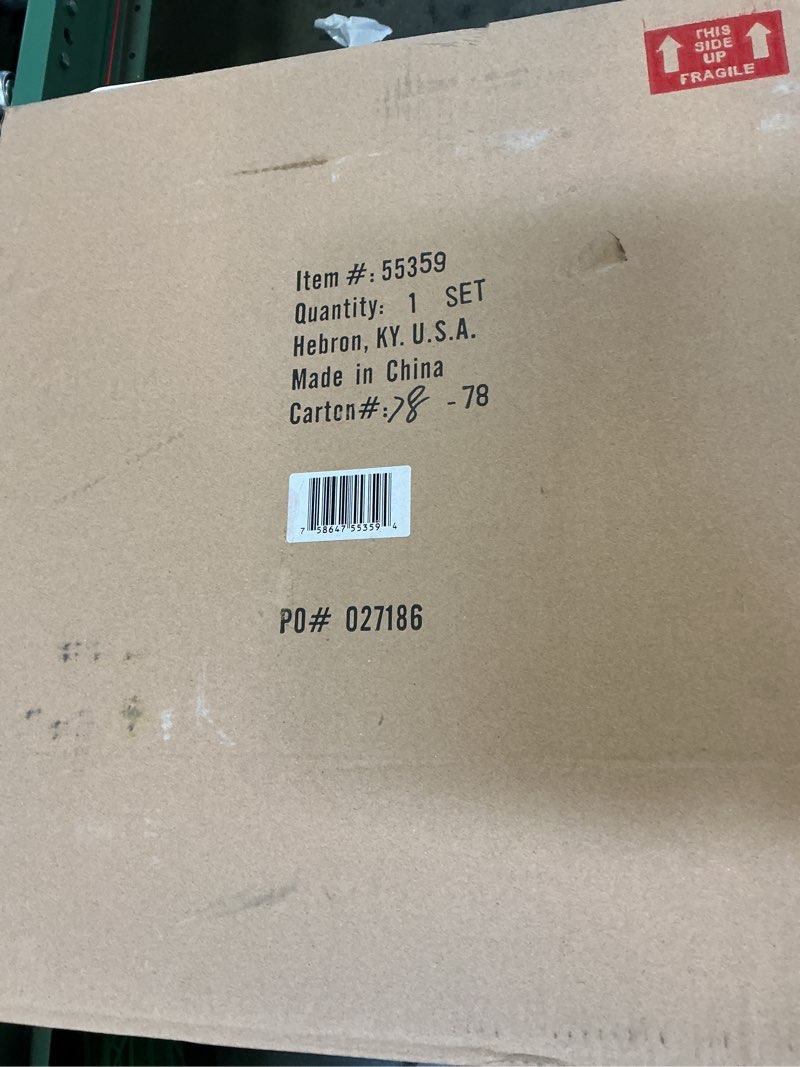 THIS
SIDE
UP
FRAGILE
Item #: 55359
Quantity: 1 SET
Hebron, KY. U.S.A.
Made in China
Carton#: 78 - 78
7 58647 55359 4
PO# 027186